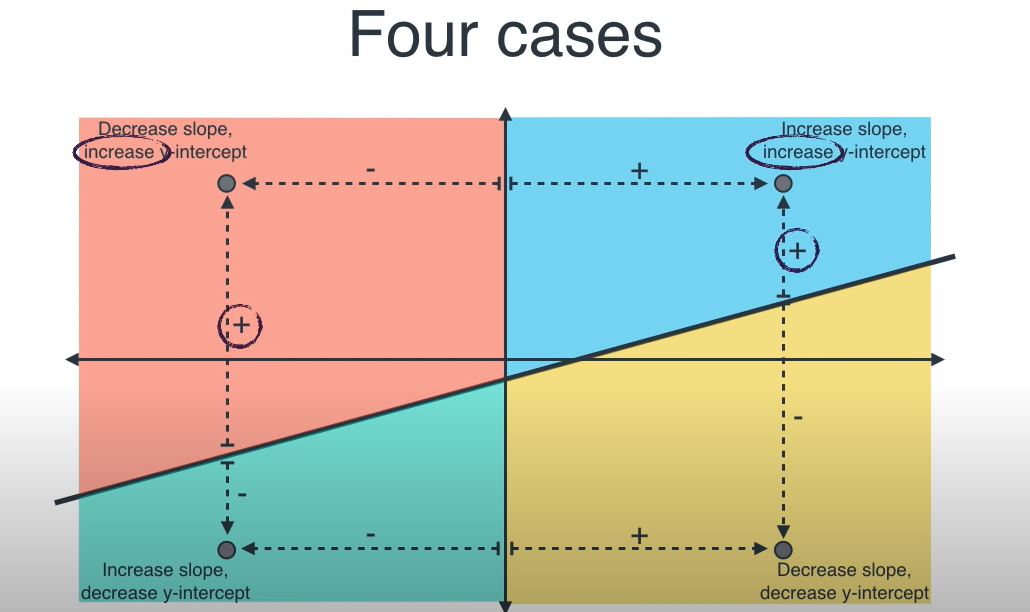 Four cases
Decrease slope,
increase y-intercept
Increase slope,
increase y-intercept
-
+
+
+
-
-
-
+
Increase slope,
decrease y-intercept
Decrease slope,
decrease y-intercept